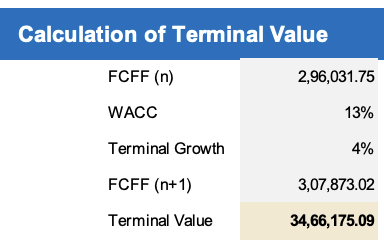 Calculation of Terminal Value
FCFF (n) 2,96,031.75
WACC 13%
Terminal Growth 4%
FCFF (n+1) 3,07,873.02
Terminal Value 34,66,175.09